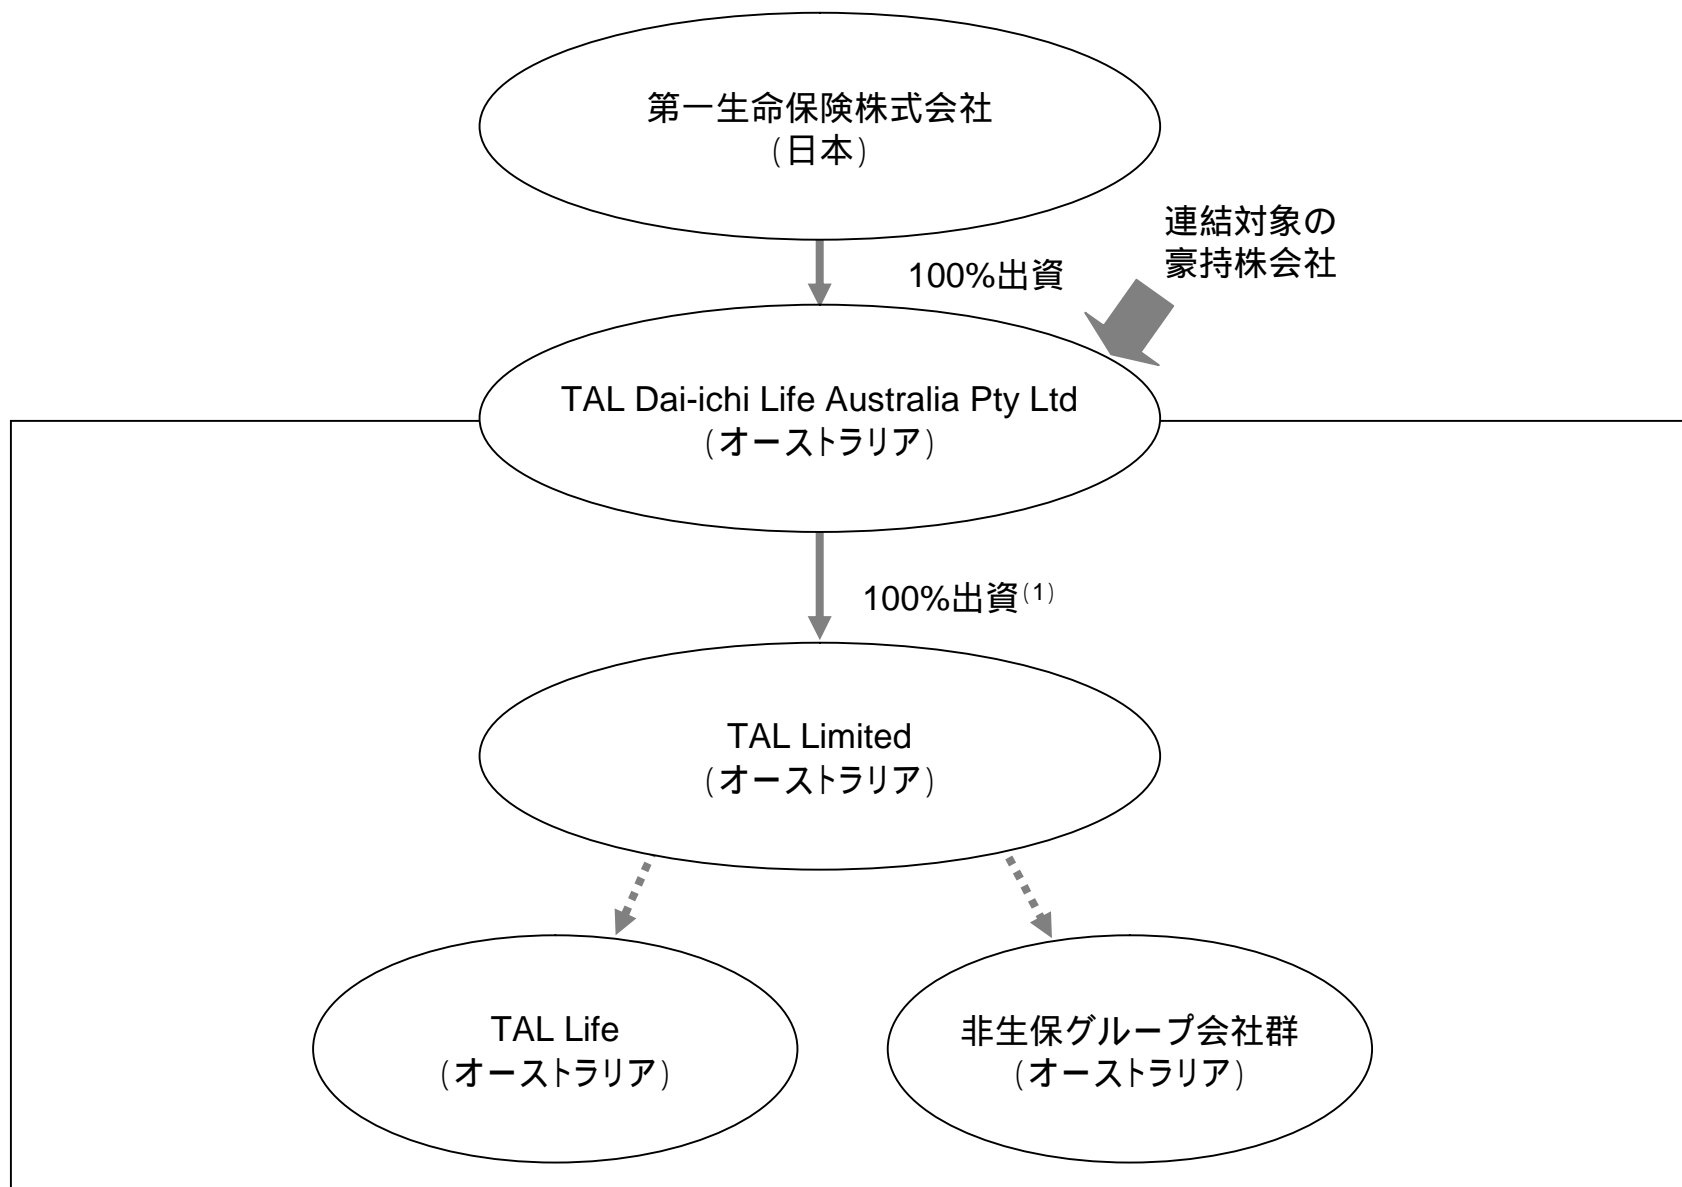 第一生命保険株式会社
(日本)
連結対象の
豪持株会社
100%出資
TAL Dai-ichi Life Australia Pty Ltd
(オーストラリア)
100%出資(1)
TAL Limited
(オーストラリア)
TAL Life
(オーストラリア)
非生保グループ会社群
(オーストラリア)